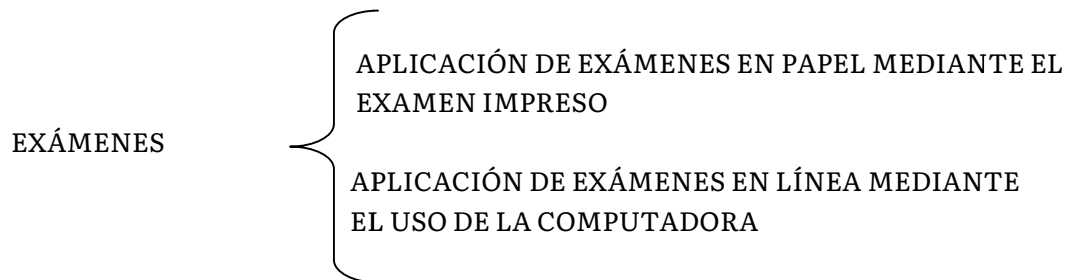 APLICACIÓN DE EXÁMENES EN PAPEL MEDIANTE EL
EXAMEN IMPRESO
EXÁMENES
APLICACIÓN DE EXÁMENES EN LÍNEA MEDIANTE
EL USO DE LA COMPUTADORA